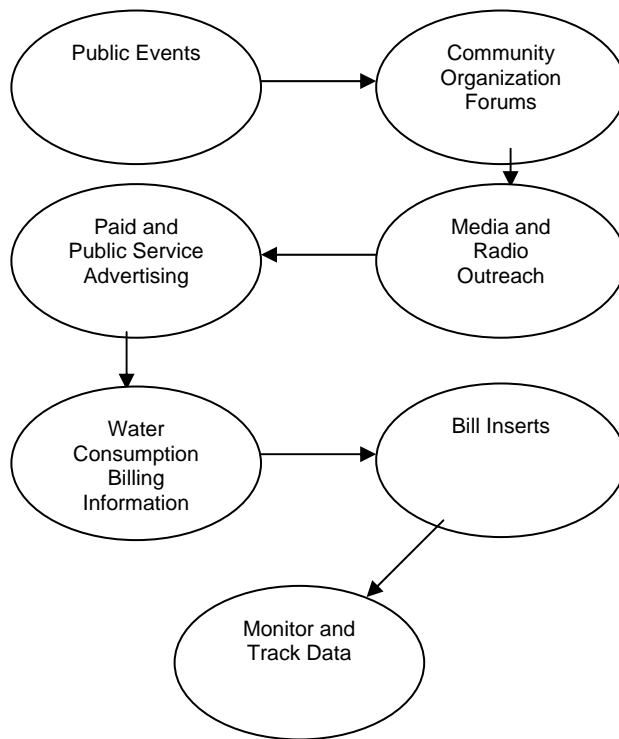 Public Events
Community
Organization
Forums
Paid and
Public Service
Advertising
Media and
Radio
Outreach
Water
Consumption
Billing
Information
Bill Inserts
Monitor and
Track Data